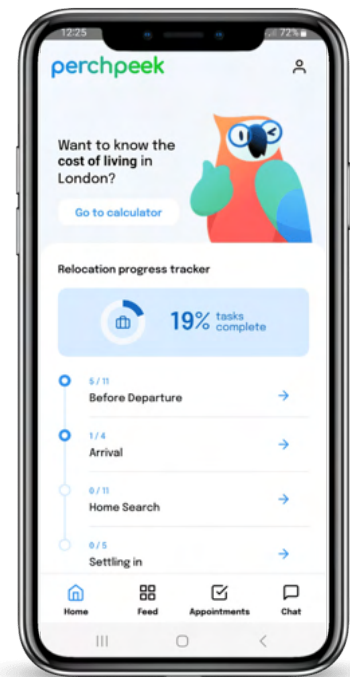 12:25
72%
perchpeek
Want to know the
cost of living in
London?
Go to calculator
Relocation progress tracker
19% tasks
complete
5 / 11
Before Departure
1/4
Arrival
0/11
Home Search
0/5
Settling in
Home
Feed
Appointments
Chat